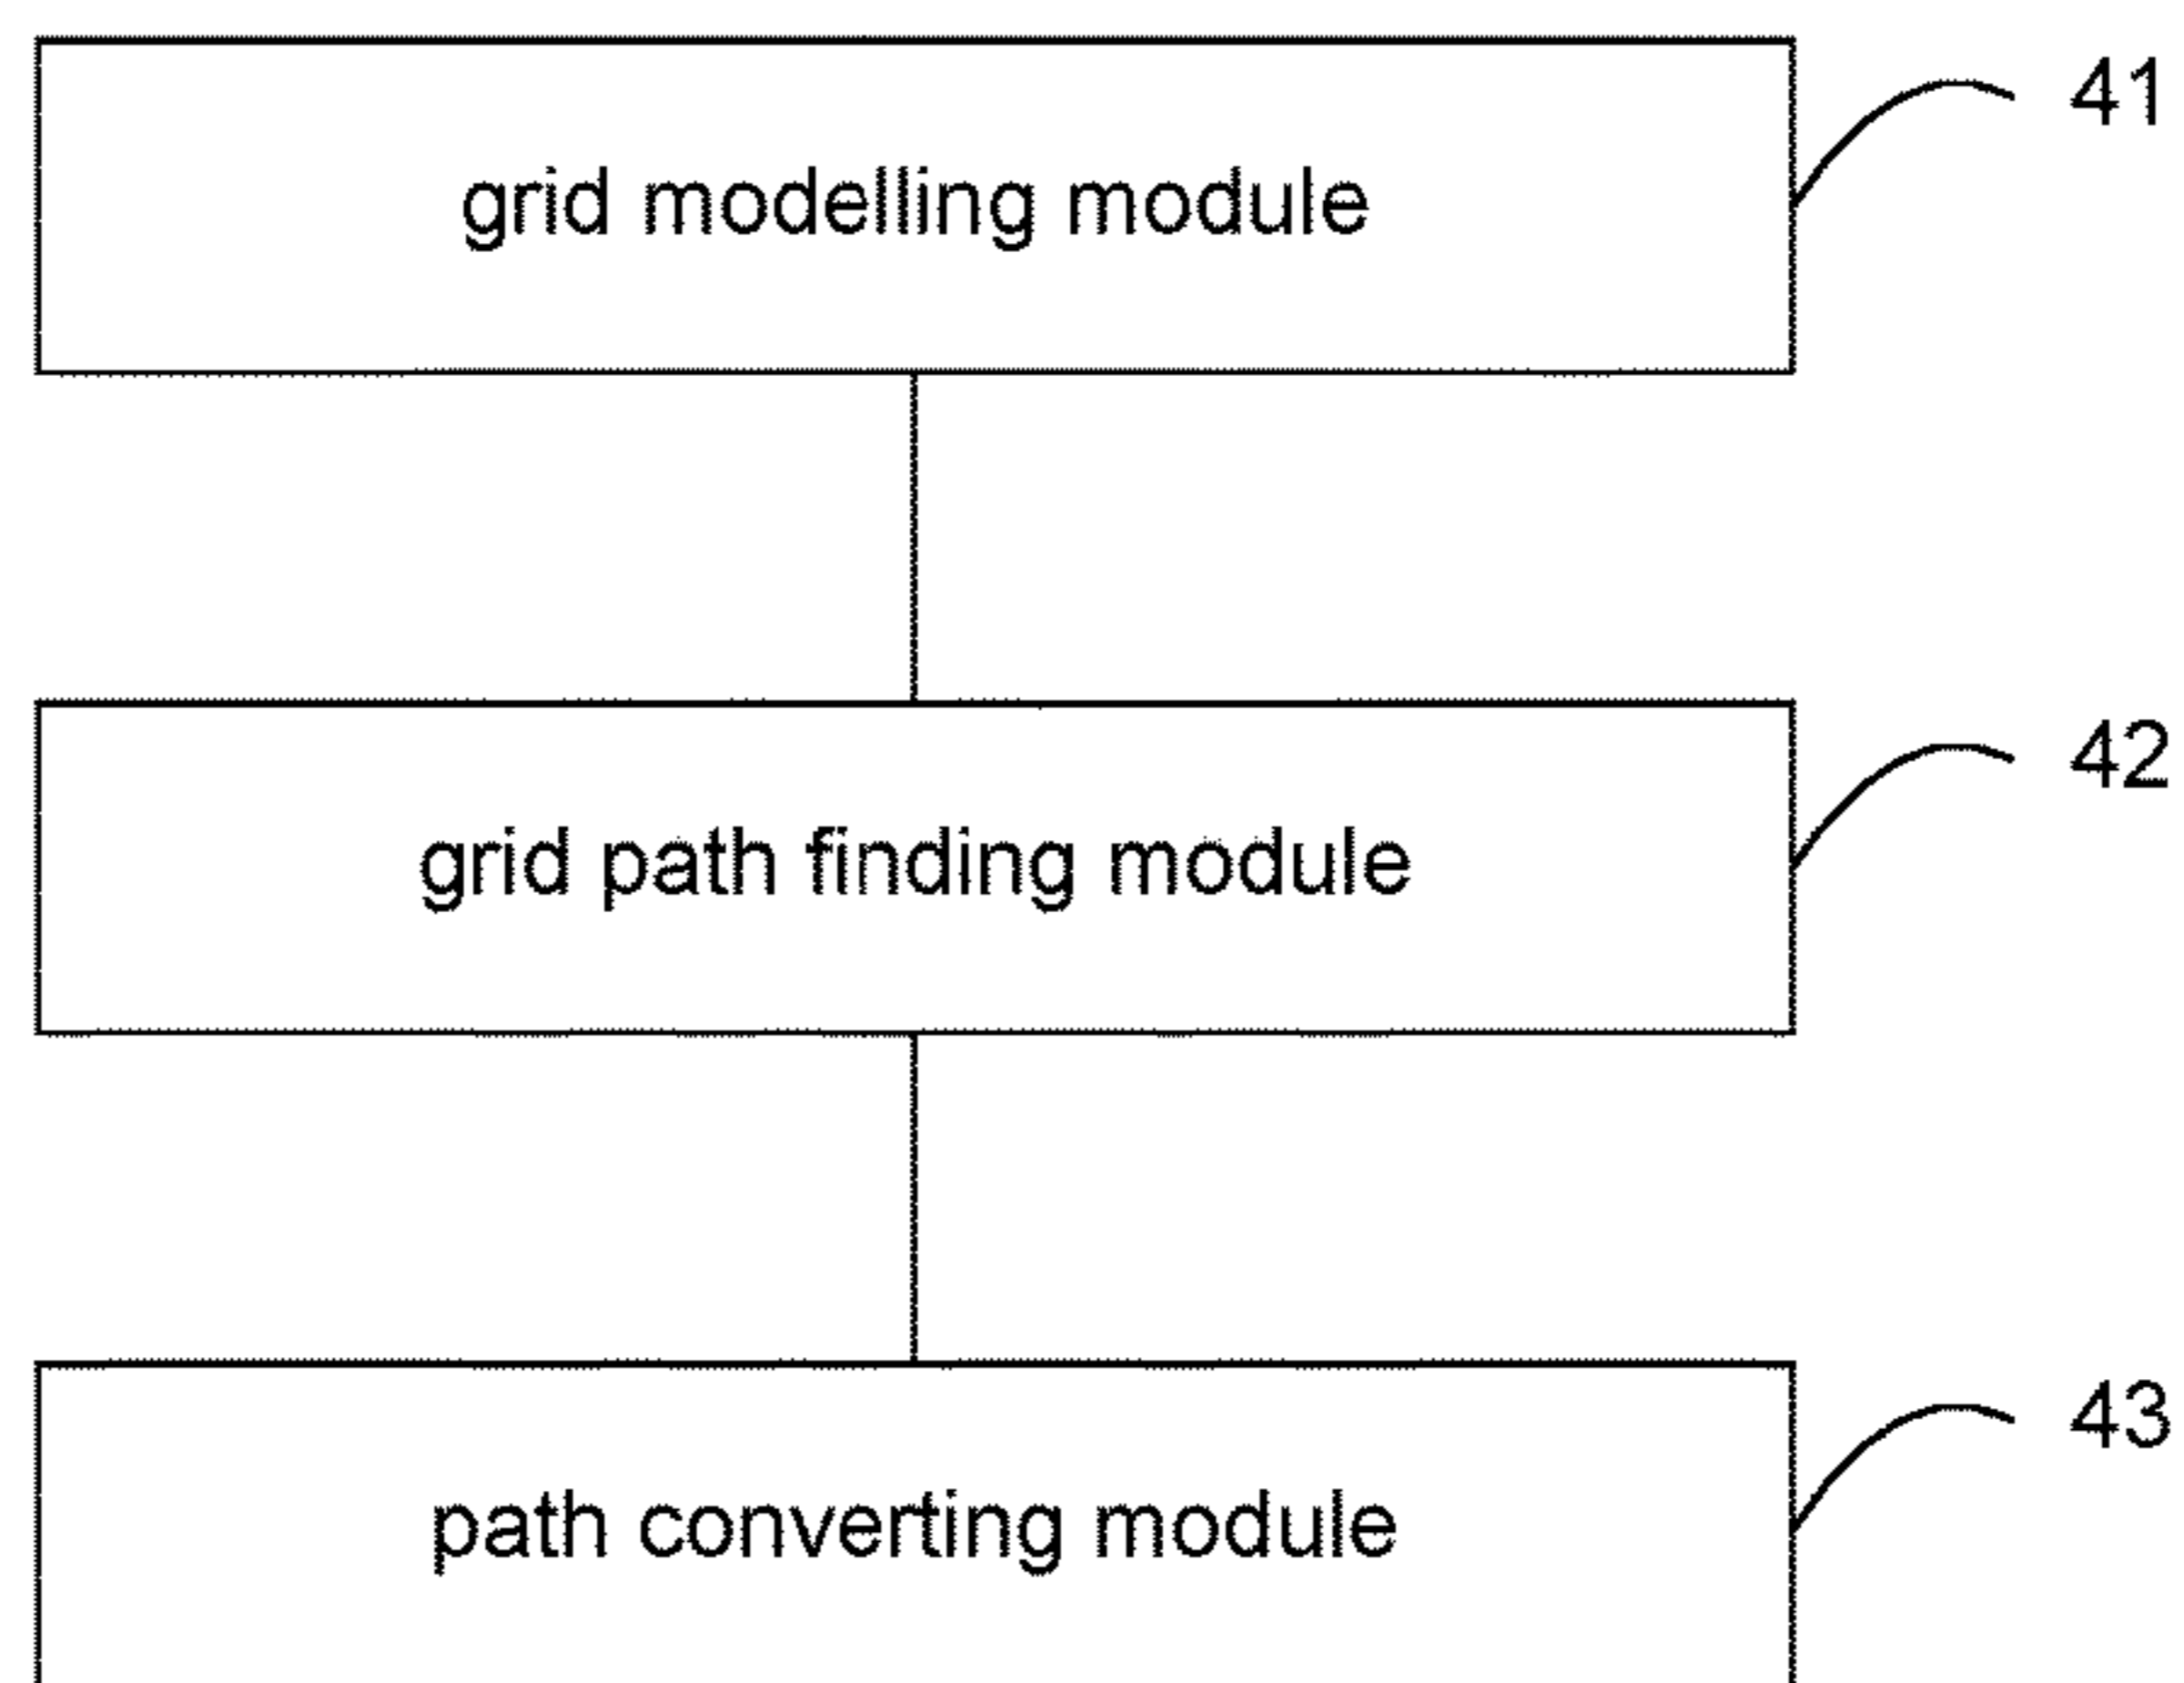 41
grid modelling module
42
grid path finding module
43
path converting module